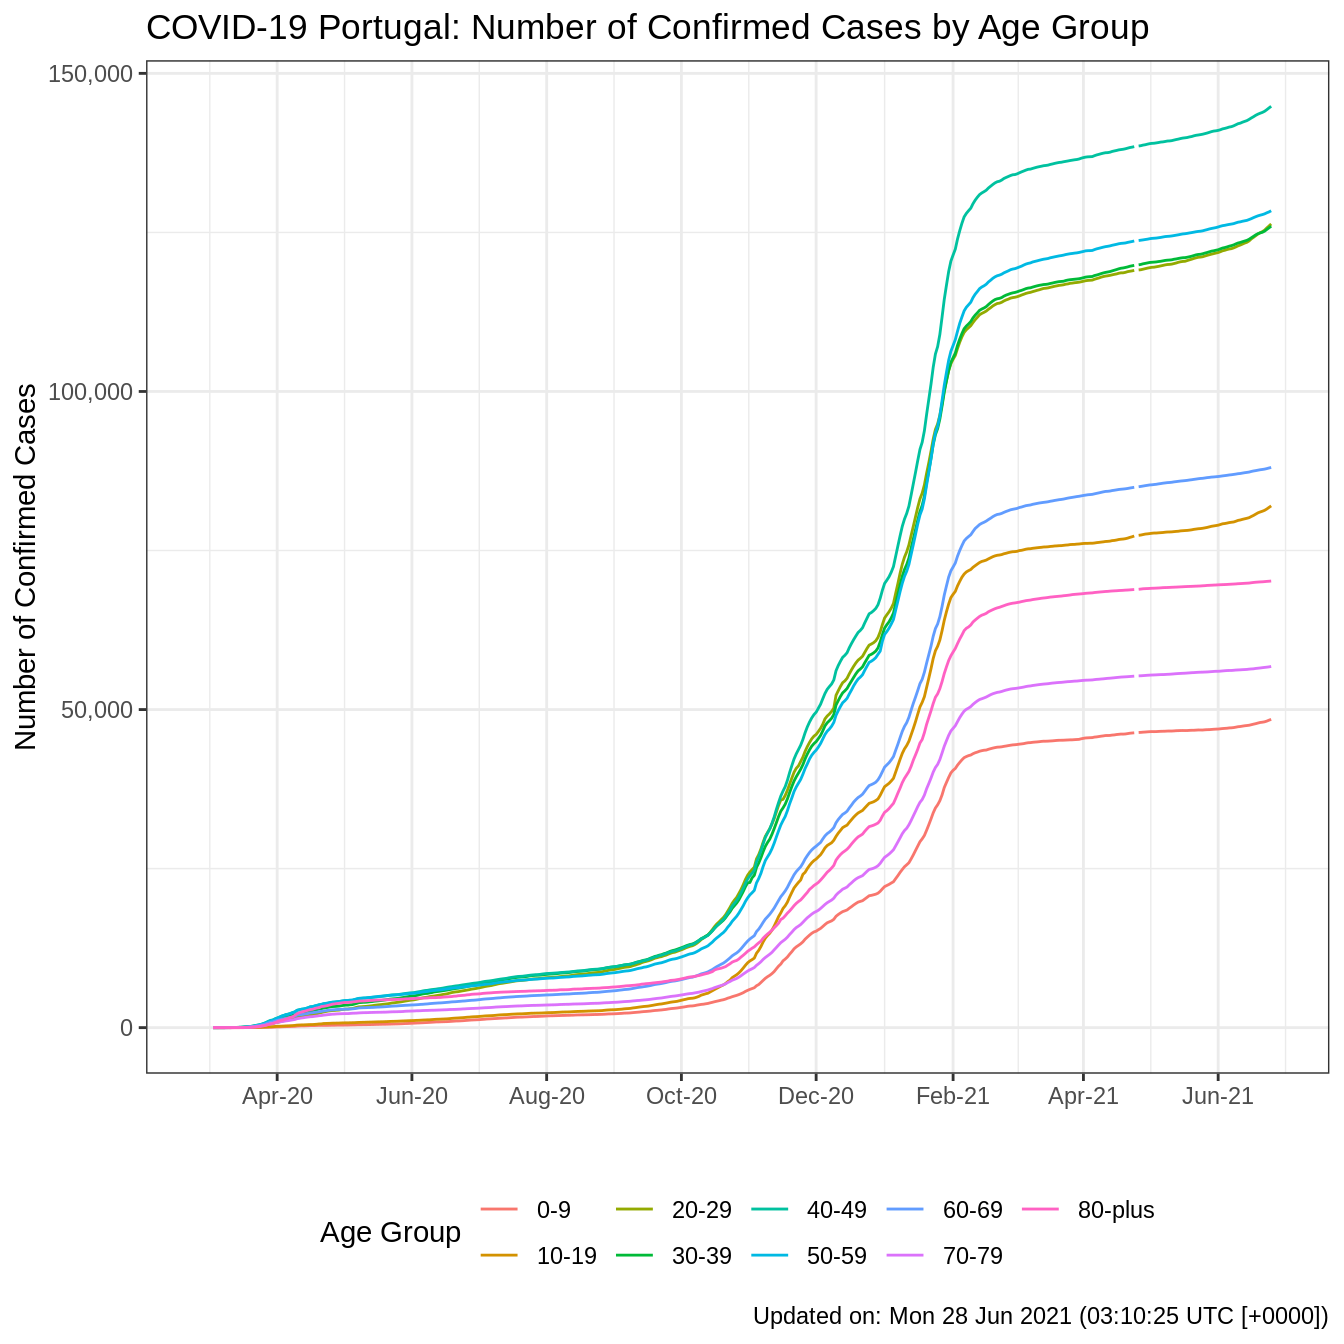 COVID-19 Portugal: Number of Confirmed Cases by Age Group
Number of Confirmed Cases
150,000
100,000
50,000
0
Apr-20 Jun-20 Aug-20 Oct-20 Dec-20 Feb-21 Apr-21 Jun-21
Age Group
0-9 20-29 40-49 60-69 80-plus
10-19 30-39 50-59 70-79
Updated on: Mon 28 Jun 2021 (03:10:25 UTC [+0000])